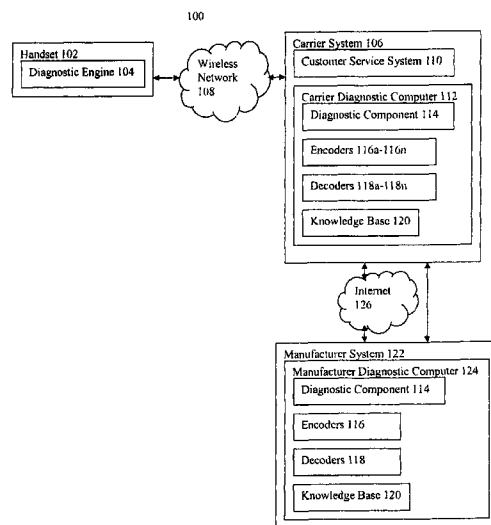 100
Handset 102
Diagnostic Engine 104
Wireless
Network
108
Carrier System 106
Customer Service System 110
Carrier Diagnostic Computer 112
Diagnostic Component 114
Encoders 116a-116n
Decoders 118a-118n
Knowledge Base 120
Internet
126
Manufacturer System 122
Manufacturer Diagnostic Computer 124
Diagnostic Component 114
Encoders 116
Decoders 118
Knowledge Base 120